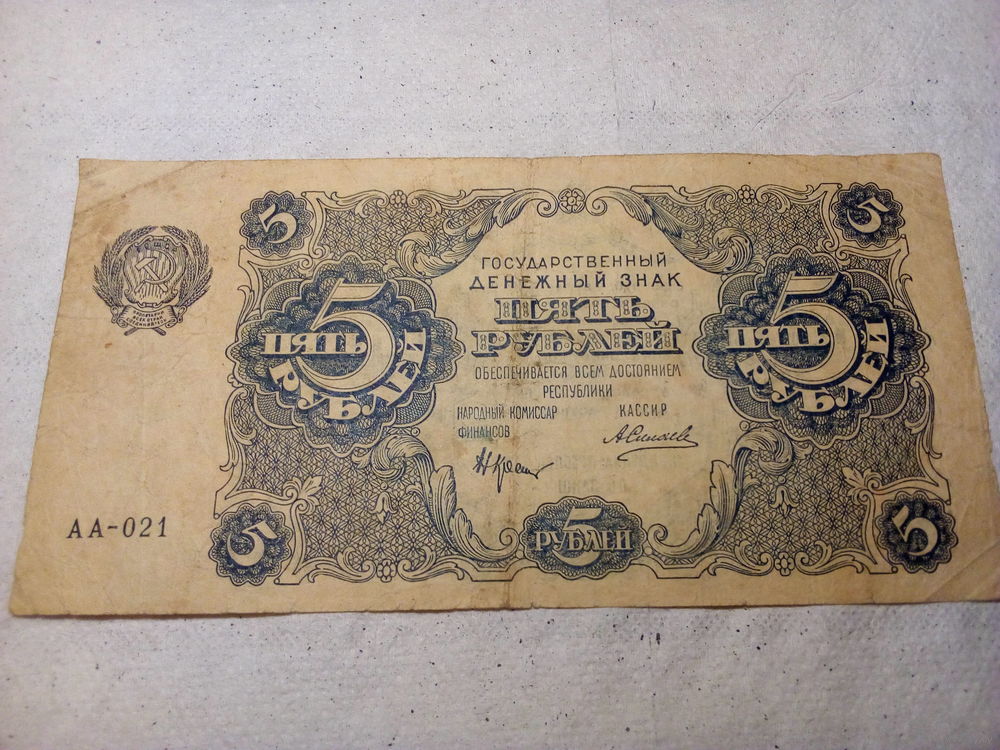 5
5
ГОСУДАРСТВЕННЫЙ
ДЕНЕЖНЫЙ ЗНАК
ПЯТЬ
РУБЛЕЙ
5
ПЯТЬ
РУБЛЕЙ
5
ПЯТЬ
РУБЛЕЙ
ОБЕСПЕЧИВАЕТСЯ ВСЕМ ДОСТОЯНИЕМ
РЕСПУБЛИКИ
НАРОДНЫЙ КОМИССАР
ФИНАНСОВ
КАССИР
АА-021
5
5
РУБЛЕЙ
5